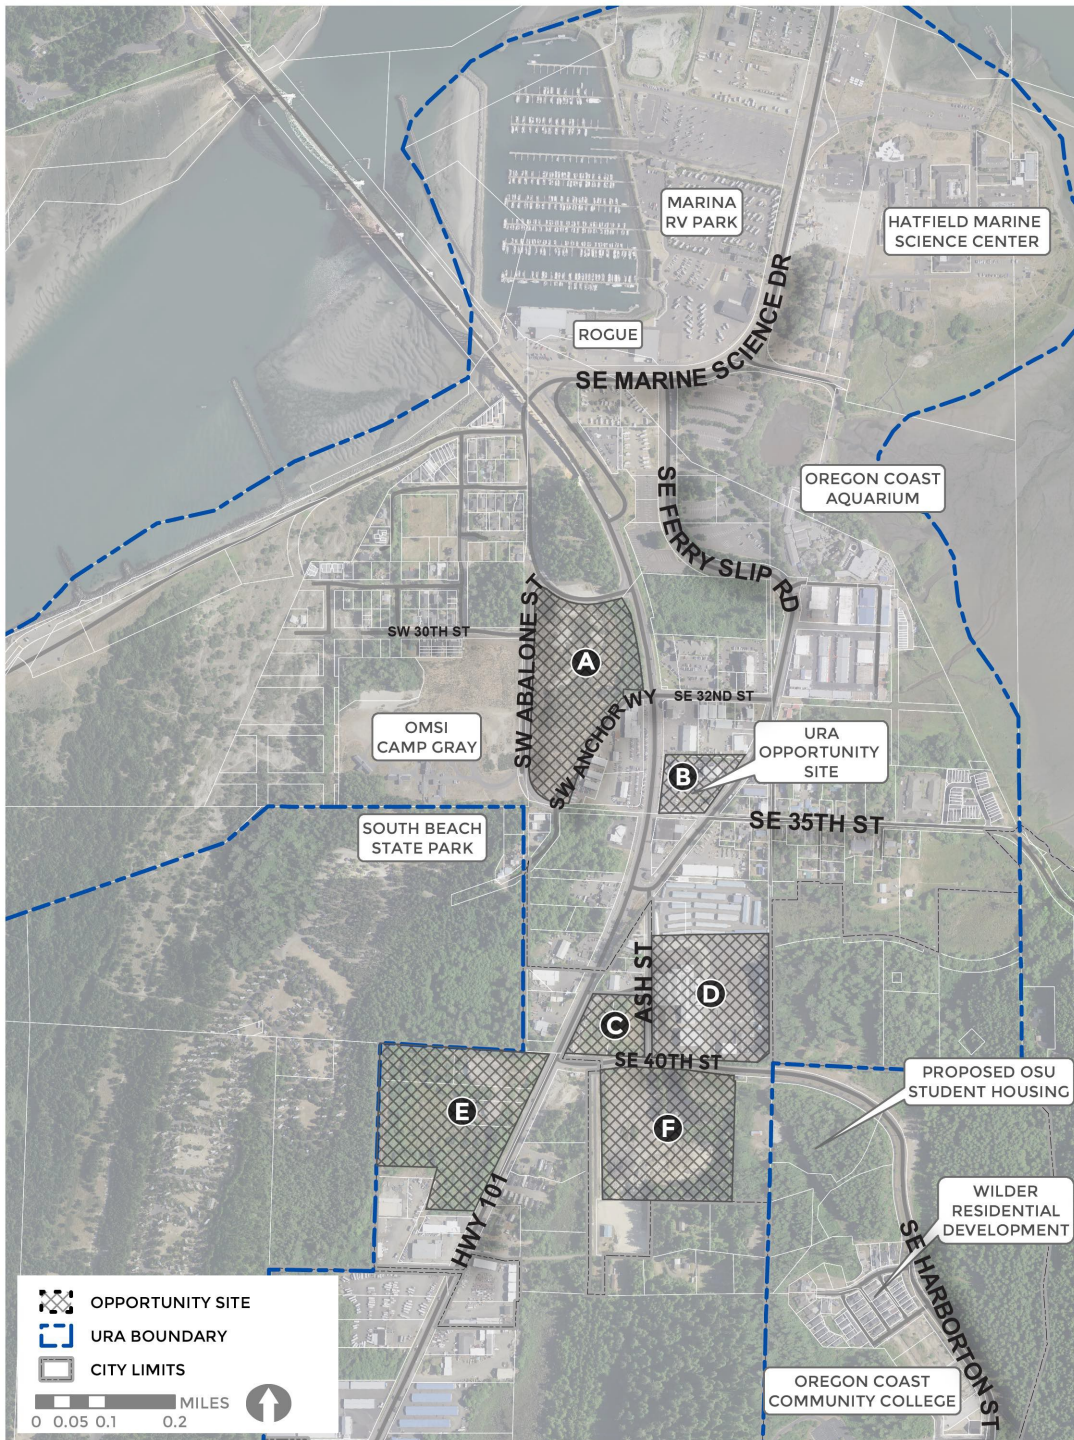 MARINA
RV PARK
HATFIELD MARINE
SCIENCE CENTER
ROGUE
SE MARINE SCIENCE DR
OREGON COAST
AQUARIUM
SE FERRY SLIP RD
SW ABALONE ST
SW 30TH ST
A
SE 32ND ST
SW ANCHOR WY
OMSI
CAMP GRAY
URA
OPPORTUNITY
SITE
B
SOUTH BEACH
STATE PARK
SE 35TH ST
ASH ST
D
C
SE 40TH ST
PROPOSED OSU
STUDENT HOUSING
E
F
WILDER
RESIDENTIAL
DEVELOPMENT
HWY 101
SE HARBORTON ST
OREGON COAST
COMMUNITY COLLEGE
OPPORTUNITY SITE
URA BOUNDARY
CITY LIMITS
MILES
0 0.05 0.1 0.2